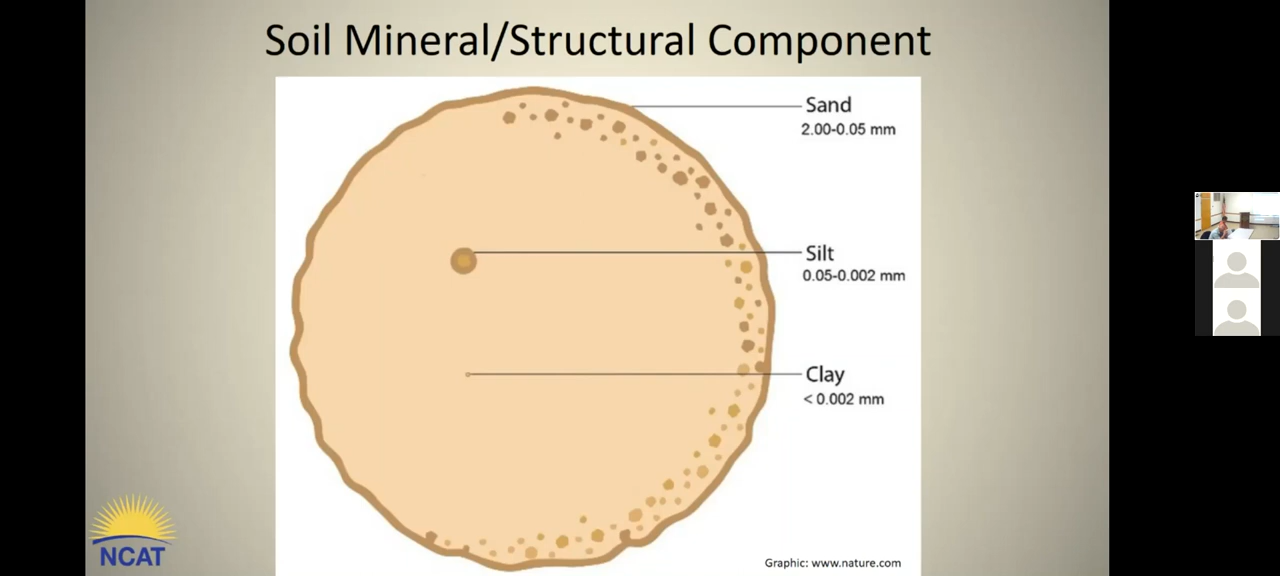 Soil Mineral/Structural Component
Sand
2.00-0.05 mm
Silt
0.05-0.002 mm
Clay
< 0.002 mm
NCAT
Graphic: www.nature.com